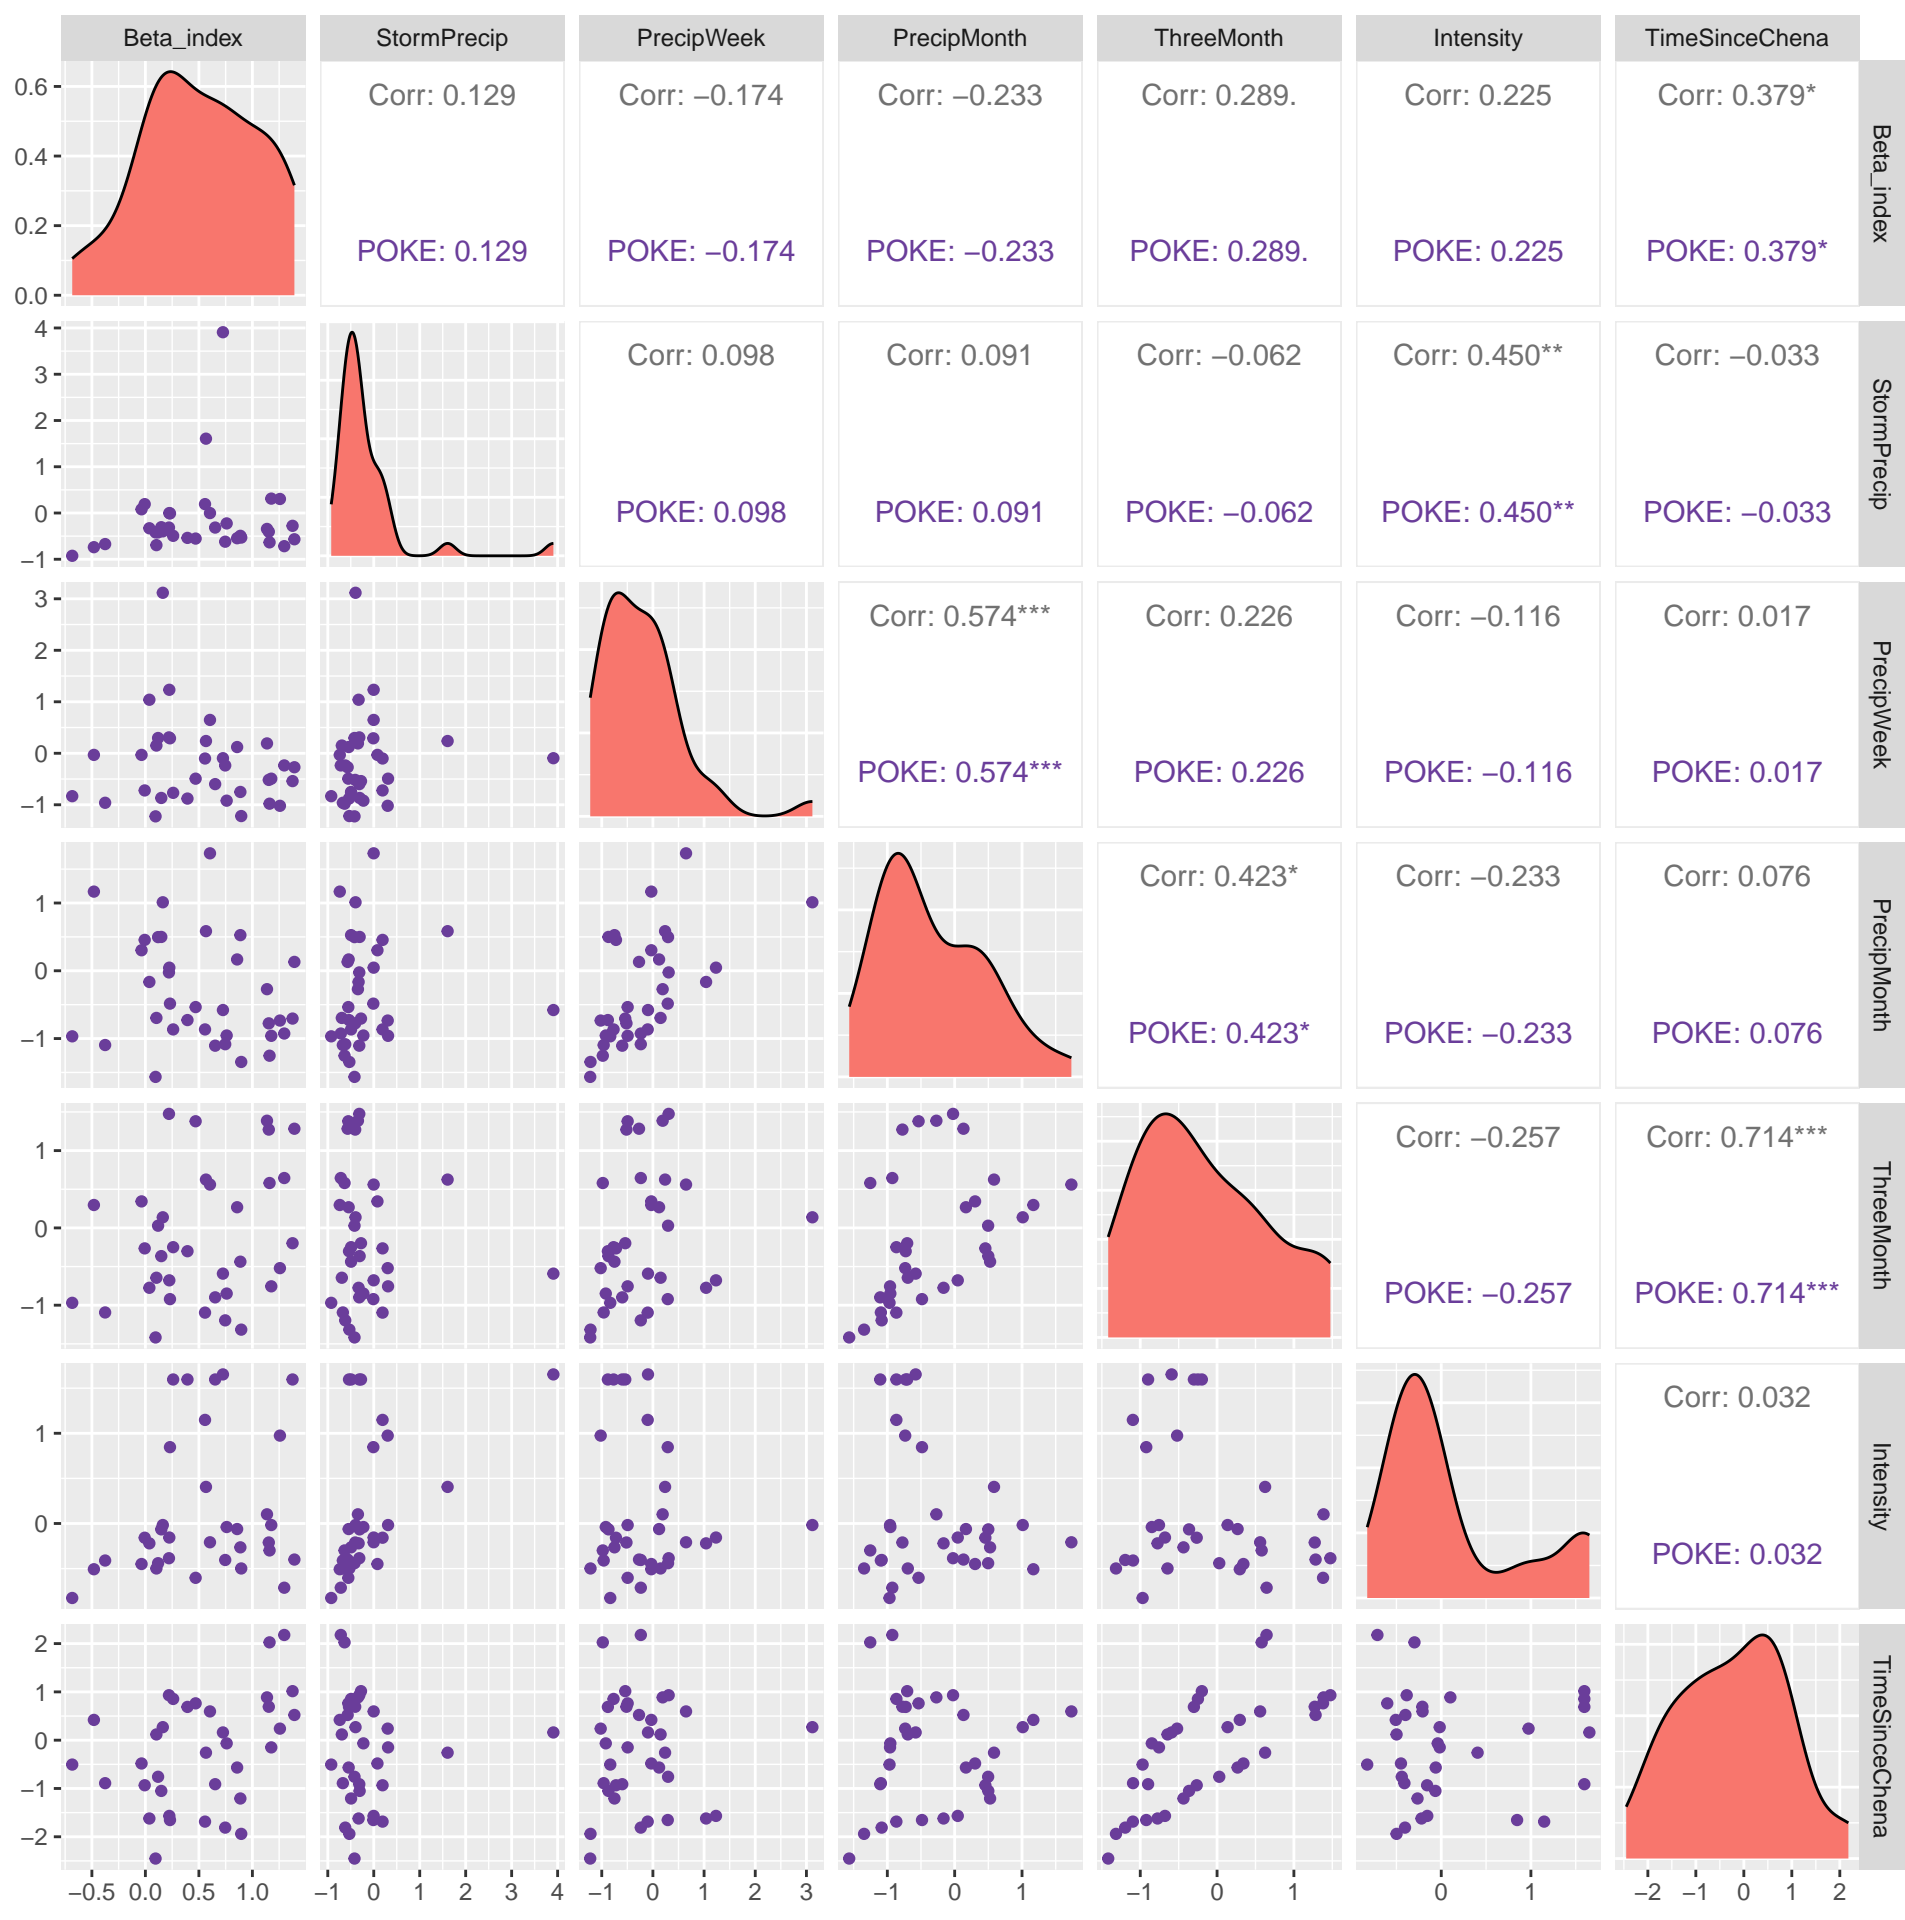 Beta_index StormPrecip PrecipWeek PrecipMonth ThreeMonth Intensity TimeSinceChena
0.6
0.4
0.2
0.0
Corr: 0.129 Corr: −0.174 Corr: −0.233 Corr: 0.289. Corr: 0.225 Corr: 0.379*
POKE: 0.129 POKE: −0.174 POKE: −0.233 POKE: 0.289. POKE: 0.225 POKE: 0.379*
Beta_index
4
3
2
1
0
−1
Corr: 0.098 Corr: 0.091 Corr: −0.062 Corr: 0.450** Corr: −0.033
POKE: 0.098 POKE: 0.091 POKE: −0.062 POKE: 0.450** POKE: −0.033
StormPrecip
3
2
1
0
−1
Corr: 0.574*** Corr: 0.226 Corr: −0.116 Corr: 0.017
POKE: 0.574*** POKE: 0.226 POKE: −0.116 POKE: 0.017
PrecipWeek
1
0
−1
Corr: 0.423* Corr: −0.233 Corr: 0.076
POKE: 0.423* POKE: −0.233 POKE: 0.076
PrecipMonth
1
0
−1
Corr: −0.257 Corr: 0.714***
POKE: −0.257 POKE: 0.714***
ThreeMonth
1
0
Corr: 0.032
POKE: 0.032
Intensity
2
1
0
−1
−2
TimeSinceChena
−0.5 0.0 0.5 1.0 −1 0 1 2 3 4 −1 0 1 2 3 −1 0 1 −1 0 1 0 1 −2 −1 0 1 2